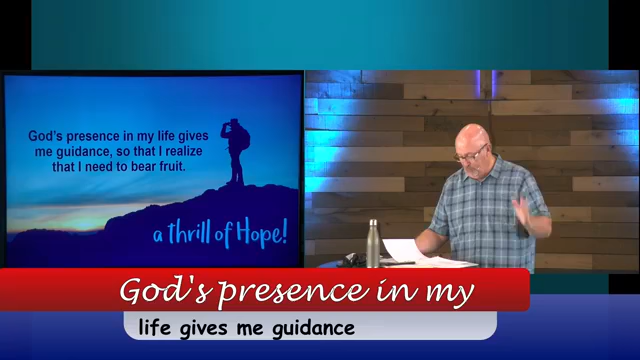 God's presence in my life gives
me guidance, so that I realize
that I need to bear fruit.
a Thrill of Hope!
God's presence in my
life gives me guidance